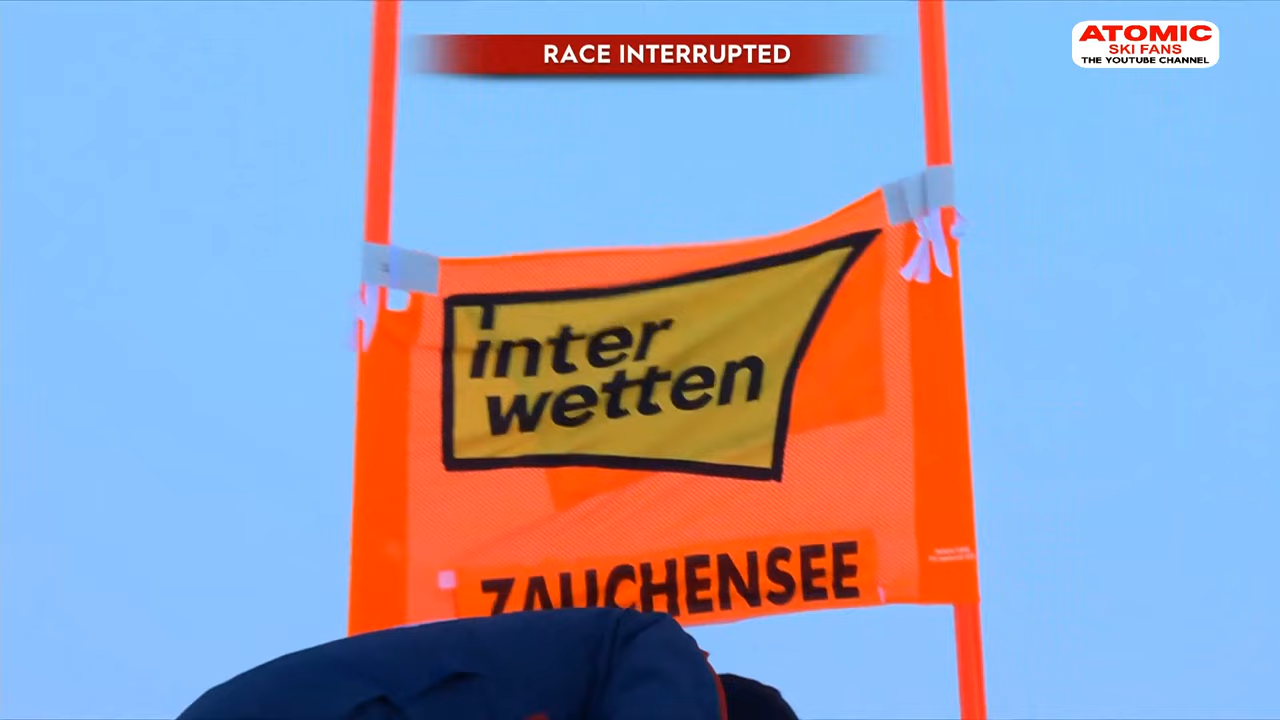 RACE INTERRUPTED
ATOMIC
SKI FANS
THE YOUTUBE CHANNEL
inter
wetten
ZAUCHENSEE